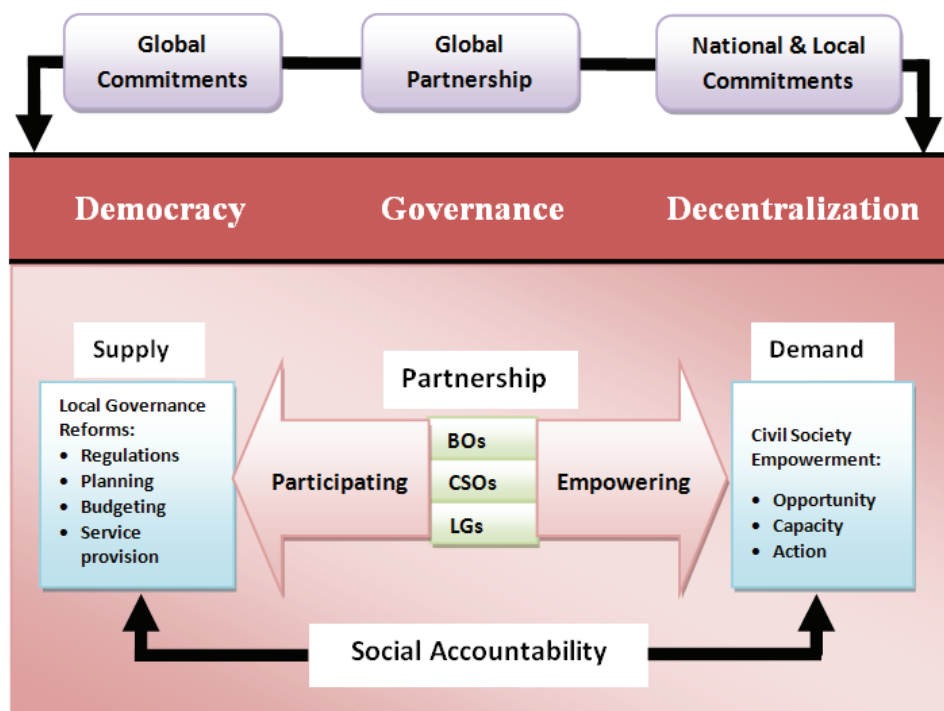 Global
Commitments
Global
Partnership
National & Local
Commitments
Democracy
Governance
Decentralization
Supply
Local Governance
Reforms:
• Regulations
• Planning
• Budgeting
• Service
provision
Partnership
Participating
BOs
CSOs
LGs
Empowering
Demand
Civil Society
Empowerment:
• Opportunity
• Capacity
• Action
Social Accountability